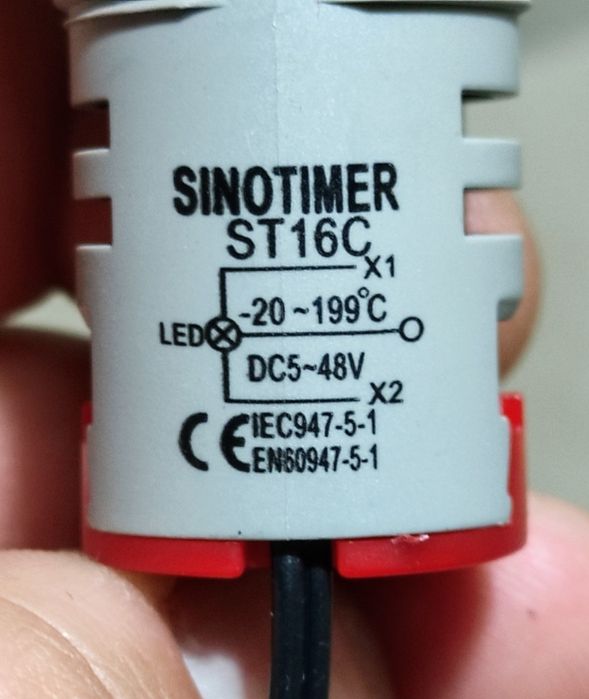 SINOTIMER
ST16C
X1
-20~199°C
LED
DC5~48V
X2
CE IEC947-5-1
EN60947-5-1